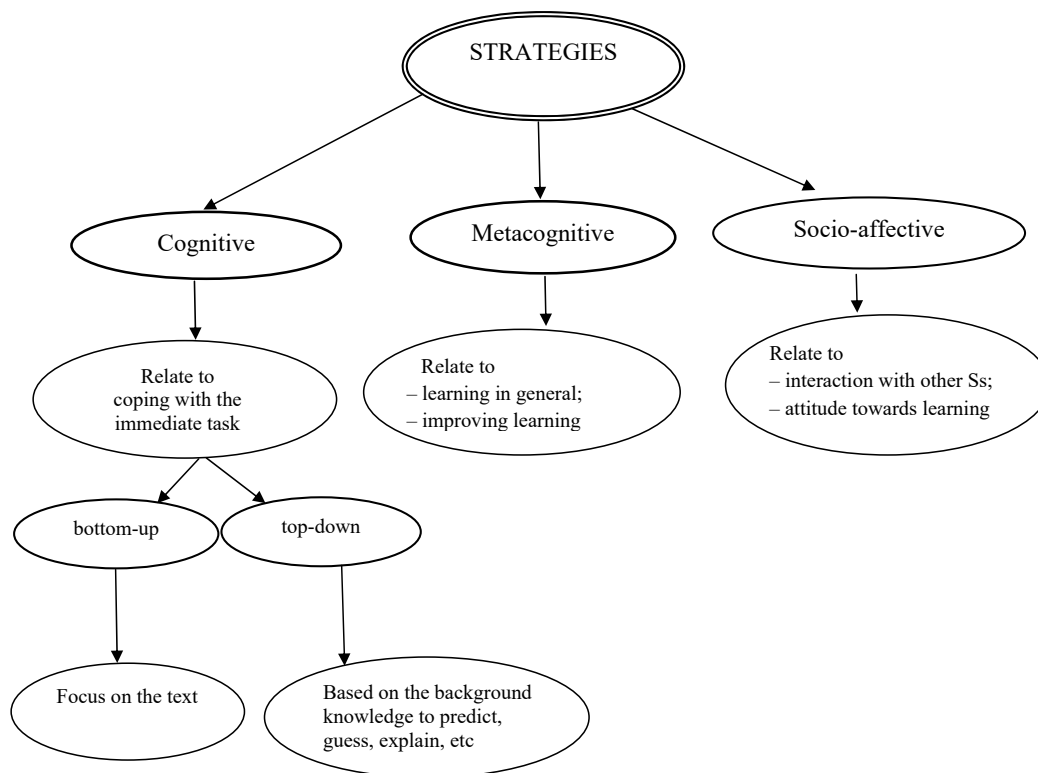 STRATEGIES
Cognitive
Metacognitive
Socio-affective
Relate to
coping with the
immediate task
Relate to
– learning in general;
– improving learning
Relate to
– interaction with other Ss;
– attitude towards learning
bottom-up
top-down
Focus on the text
Based on the background
knowledge to predict,
guess, explain, etc